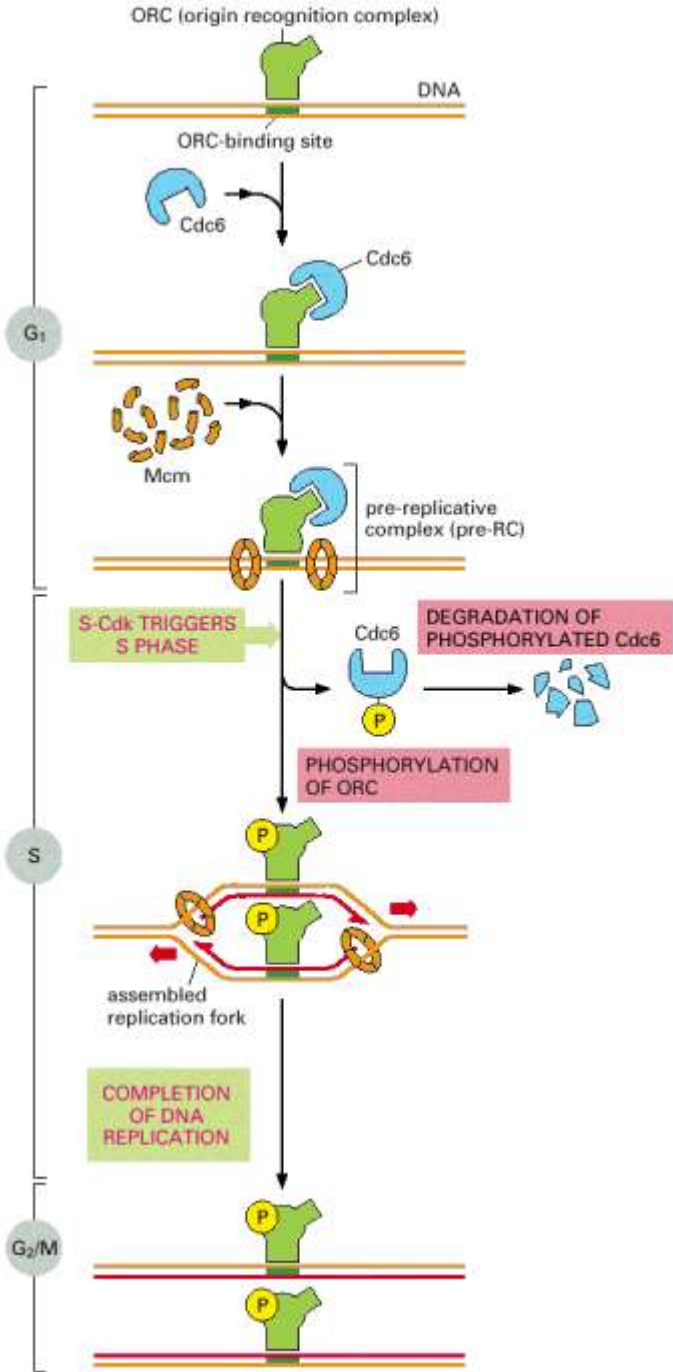 ORC (origin recognition complex)
DNA
ORC-binding site
Cdc6
Cdc6
G₁
Mcm
pre-replicative
complex (pre-RC)
S-Cdk TRIGGERS
S PHASE
Cdc6
DEGRADATION OF
PHOSPHORYLATED Cdc6
P
PHOSPHORYLATION
OF ORC
P
S
P
assembled
replication fork
COMPLETION
OF DNA
REPLICATION
P
G₂/M
P